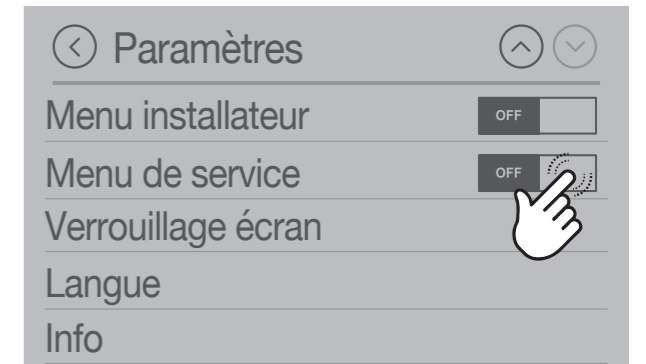 Paramètres
Menu installateur OFF
Menu de service OFF
Verrouillage écran
Langue
Info